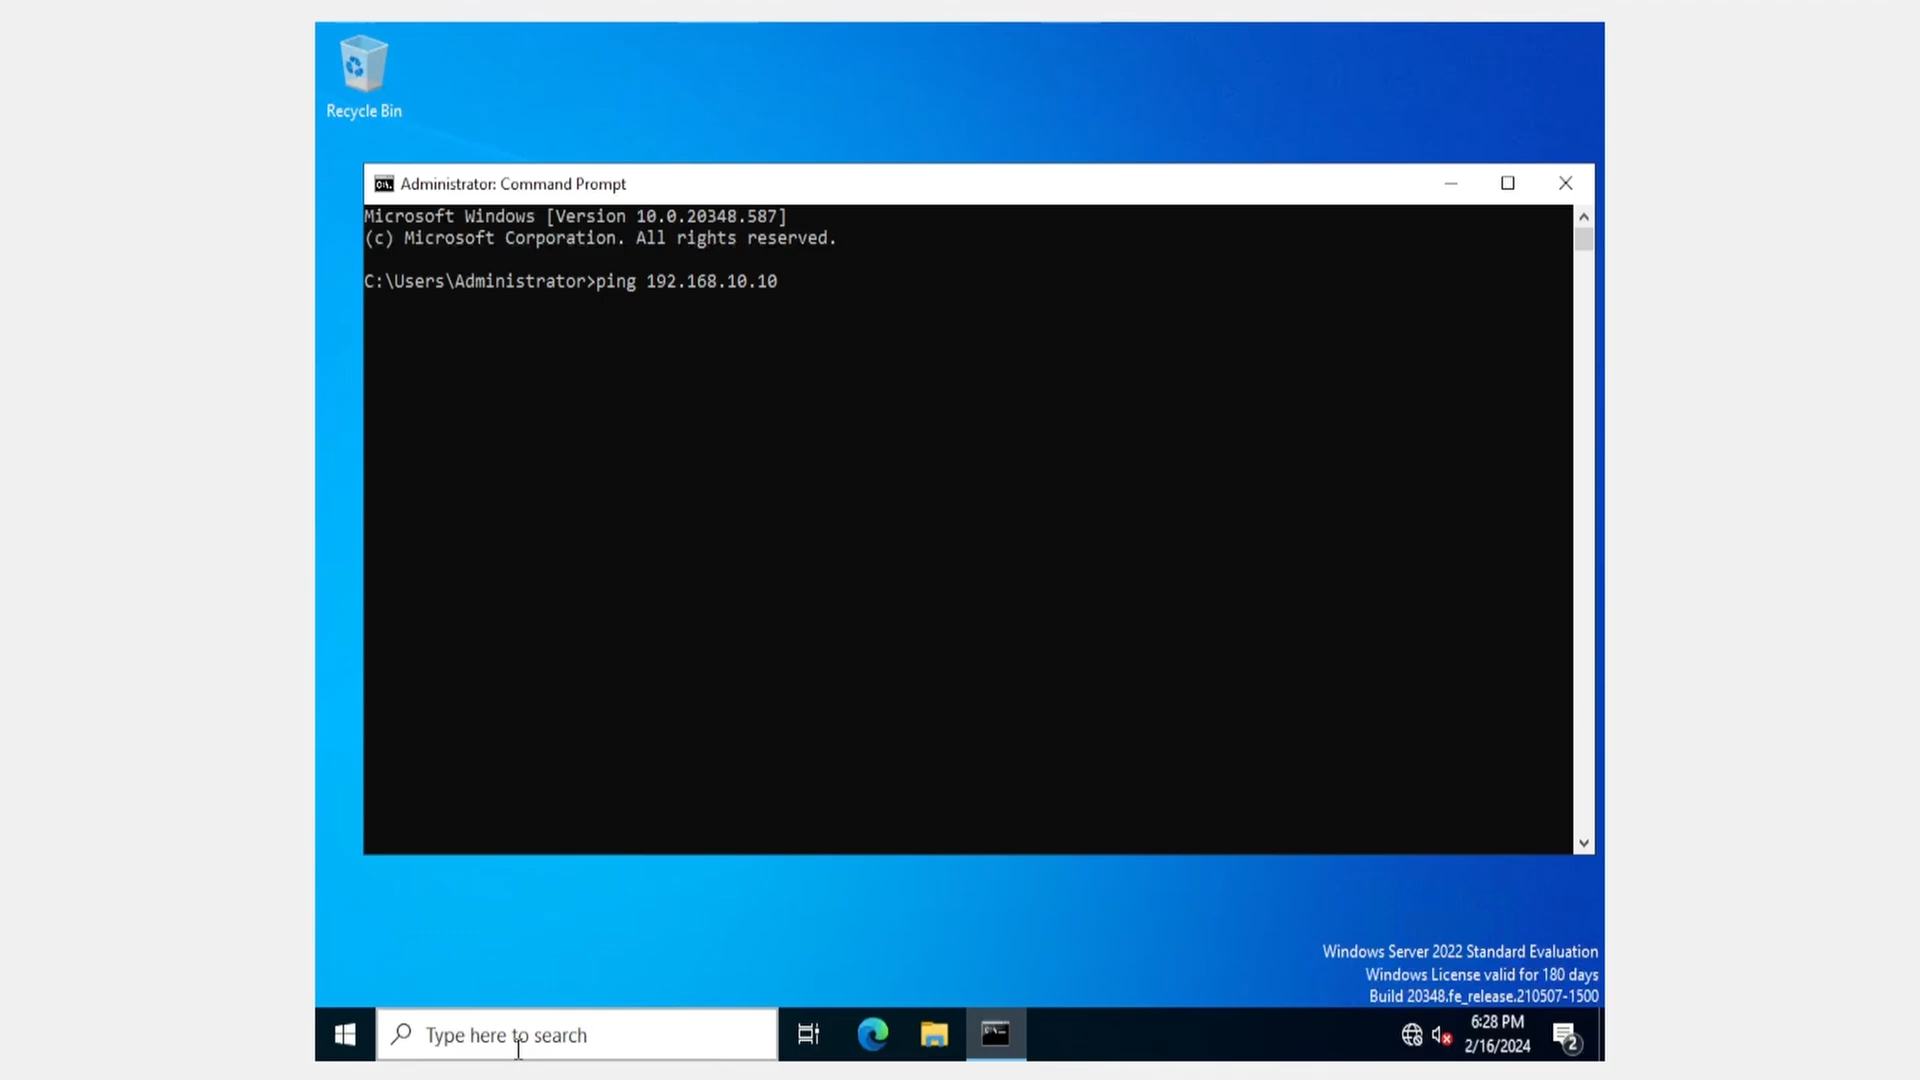 Recycle Bin
Administrator: Command Prompt
Microsoft Windows [Version 10.0.20348.587]
(c) Microsoft Corporation. All rights reserved.
C:\Users\Administrator>ping 192.168.10.10
Windows Server 2022 Standard Evaluation
Windows License valid for 180 days
Build 20348.fe_release.210507-1500
Type here to search
6:28 PM
2/16/2024
2